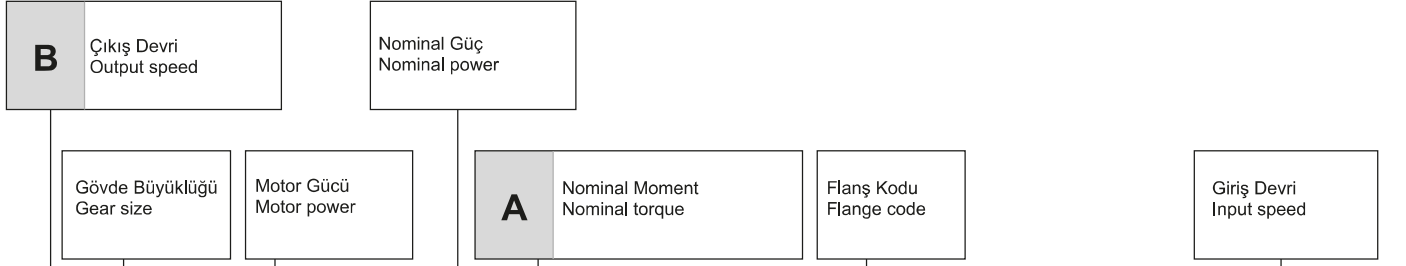 B
Çıkış Devri
Output speed
Nominal Güç
Nominal power
Gövde Büyüklüğü
Gear size
Motor Gücü
Motor power
A
Nominal Moment
Nominal torque
Flanş Kodu
Flange code
Giriş Devri
Input speed